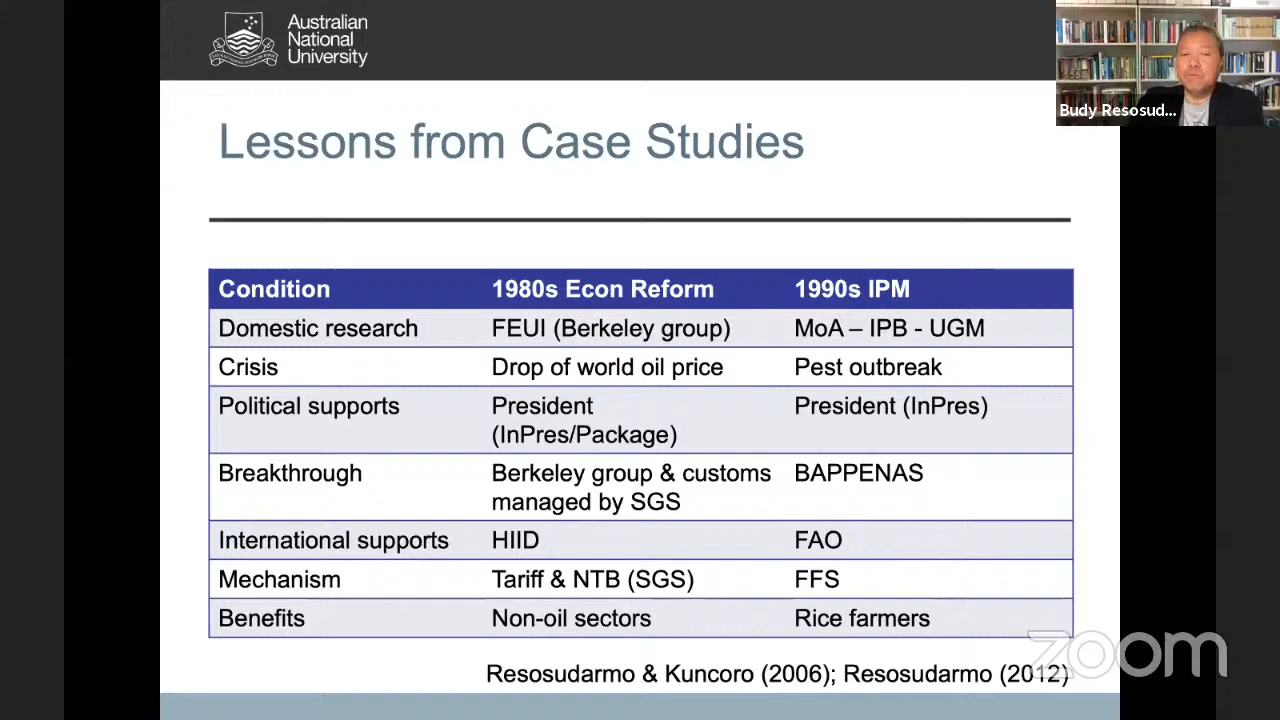 Australian
National
University
Budy Resosud...
Lessons from Case Studies
Condition 1980s Econ Reform 1990s IPM
Domestic research FEUI (Berkeley group) MoA – IPB - UGM
Crisis Drop of world oil price Pest outbreak
Political supports President (InPres/Package) President (InPres)
Breakthrough Berkeley group & customs managed by SGS BAPPENAS
International supports HIID FAO
Mechanism Tariff & NTB (SGS) FFS
Benefits Non-oil sectors Rice farmers
Resosudarmo & Kuncoro (2006); Resosudarmo (2012)
zoom